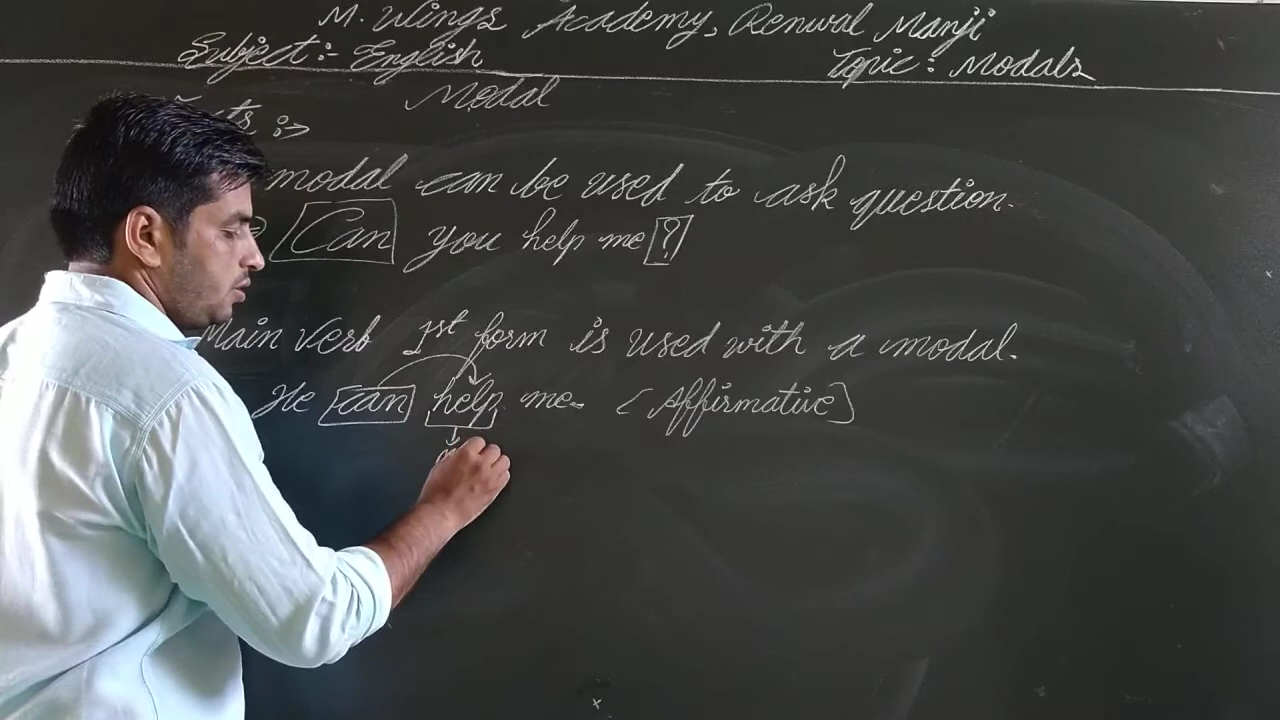 M. Wings Academy, Renwal Manji
Subject :- English Topic : Modals
Modal
modal can be used to ask question.
Can you help me ?
Main Verb 1st form is used with a modal.
He can help me. (Affirmative)